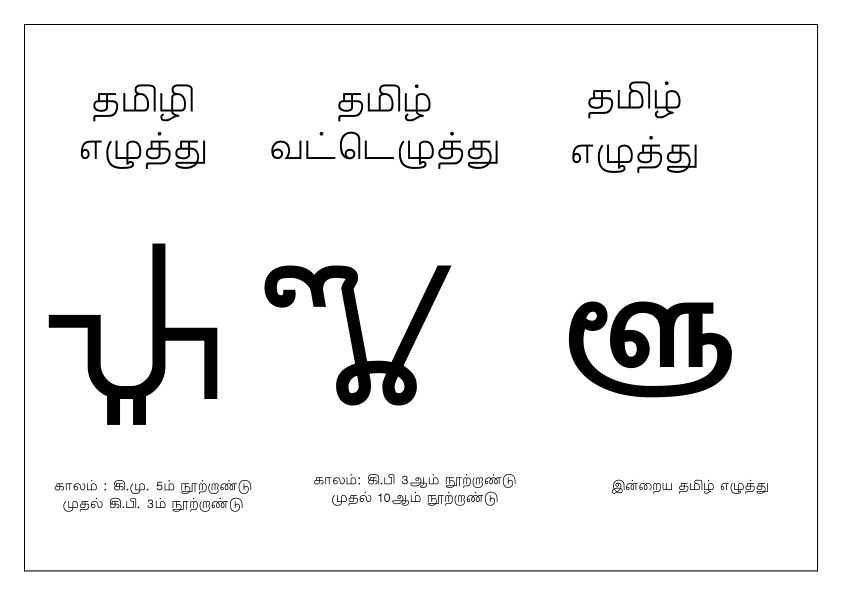 தமிழி
எழுத்து
தமிழ்
வட்டெழுத்து
தமிழ்
எழுத்து
ளூ
காலம் : கி.மு. 5ம் நூற்றாண்டு
முதல் கி.பி. 3ம் நூற்றாண்டு
காலம்: கி.பி 3ஆம் நூற்றாண்டு
முதல் 10ஆம் நூற்றாண்டு
இன்றைய தமிழ் எழுத்து